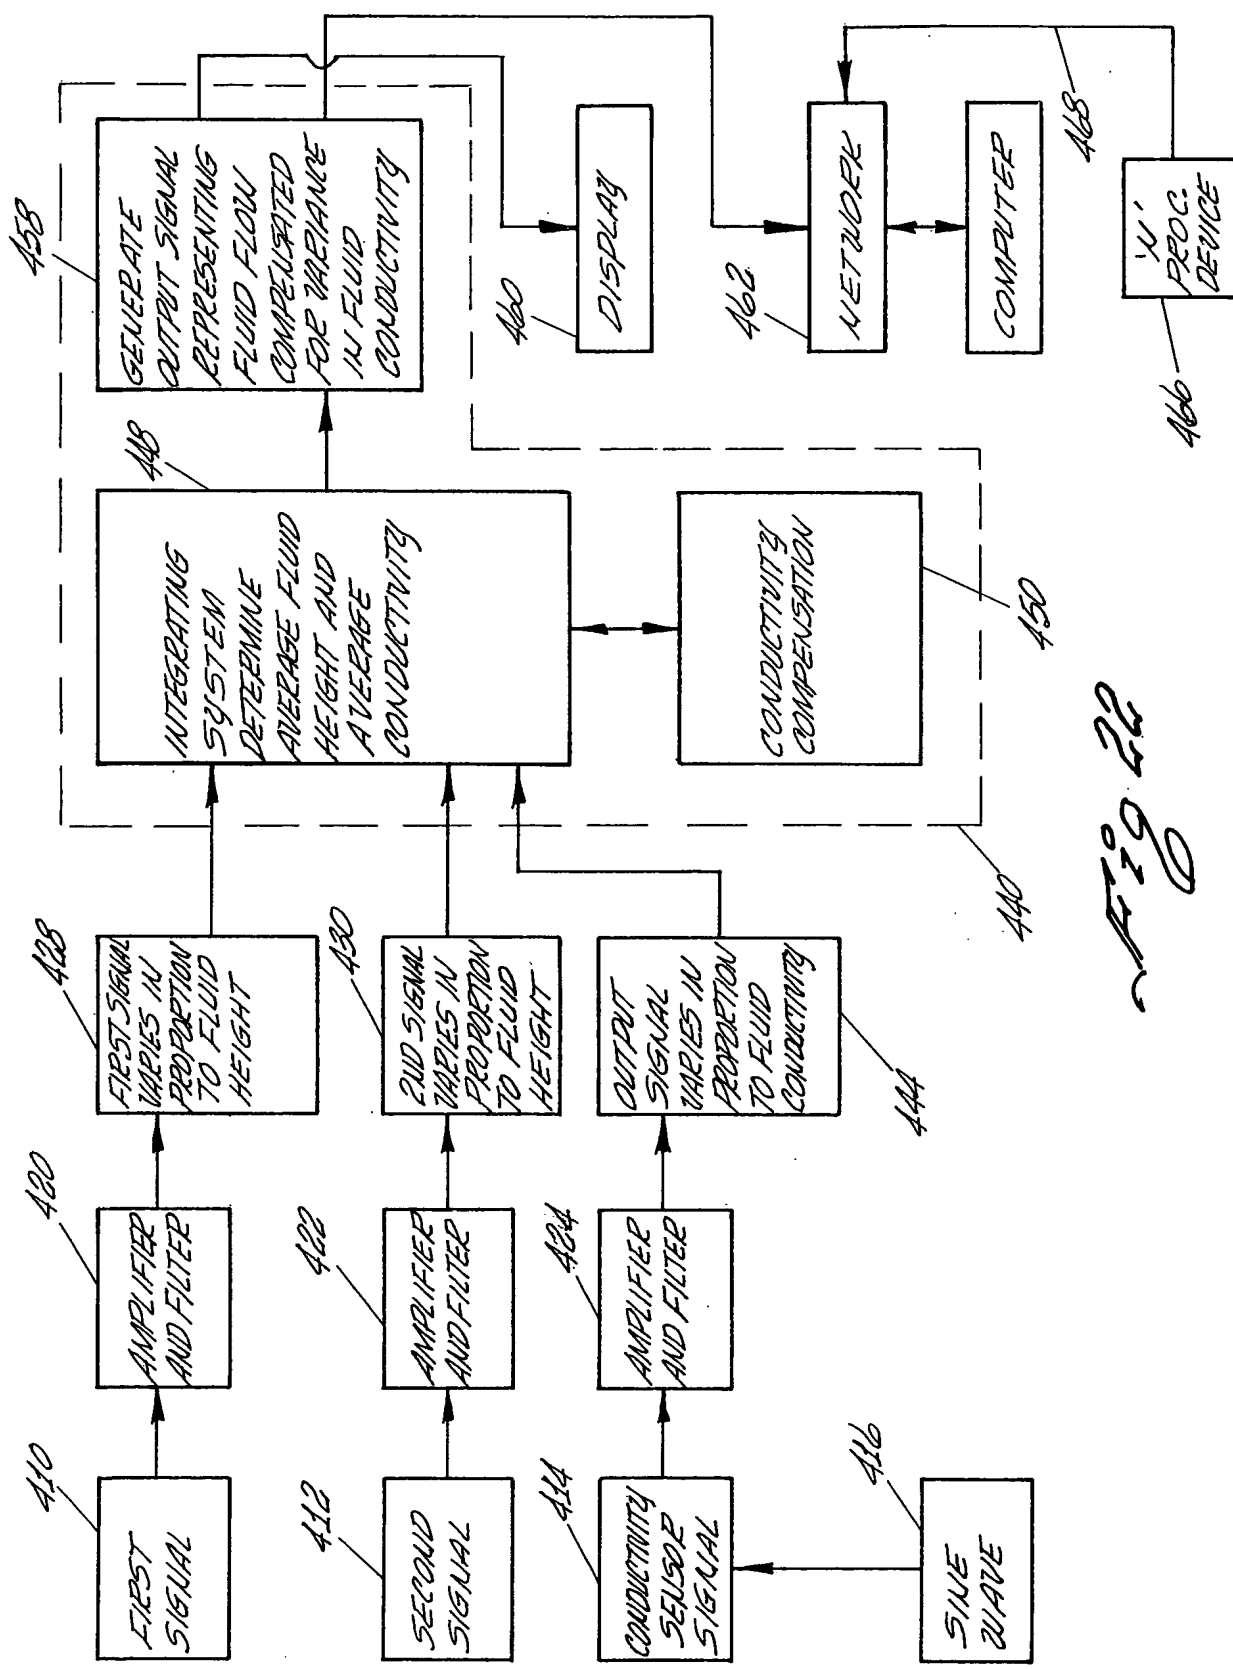 410
FIRST
SIGNAL
420
AMPLIFIER
AND FILTER
428
FIRST SIGNAL
VARIES IN
PROPORTION
TO FLUID
HEIGHT
412
SECOND
SIGNAL
422
AMPLIFIER
AND FILTER
430
2ND SIGNAL
VARIES IN
PROPORTION
TO FLUID
HEIGHT
414
CONDUCTIVITY
SENSOR
SIGNAL
424
AMPLIFIER
AND FILTER
OUTPUT
SIGNAL
VARIES IN
PROPORTION
TO FLUID
CONDUCTIVITY
444
416
SINE
WAVE
448
INTEGRATING
SYSTEM
DETERMINE
AVERAGE FLUID
HEIGHT AND
AVERAGE
CONDUCTIVITY
CONDUCTIVITY
COMPENSATION
450
440
458
GENERATE
OUTPUT SIGNAL
REPRESENTING
FLUID FLOW
COMPENSATED
FOR VARIANCE
IN FLUID
CONDUCTIVITY
460
DISPLAY
462
NETWORK
COMPUTER
468
'N'
PROC.
DEVICE
466
Fig 22